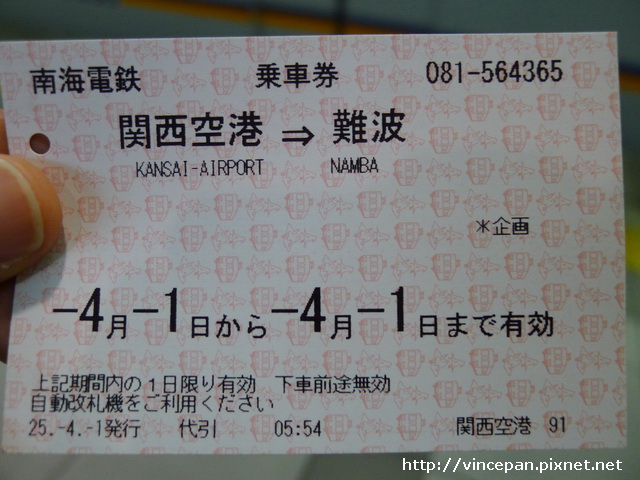 南海電鉄 乗車券 081-564365
関西空港 ⇒ 難波
KANSAI-AIRPORT NAMBA
*企画
-4月-1日から-4月-1日まで有効
上記期間内の1日限り有効 下車前途無効
自動改札機をご利用ください
25.-4.-1発行 代引 05:54 関西空港 91
http://vincepan.pixnet.net